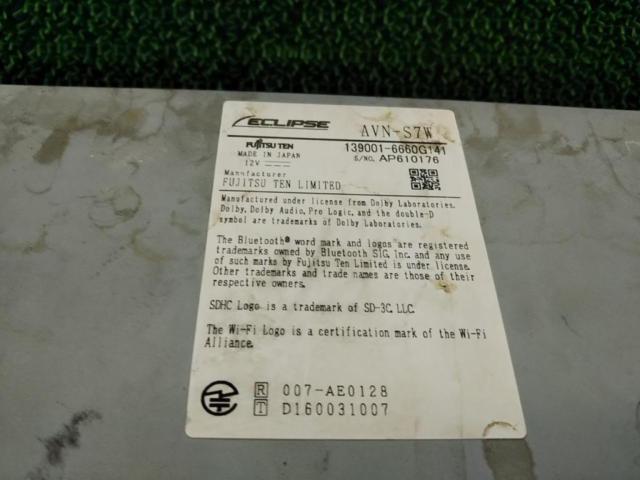 ECLIPSE AVN-S7W
FUJITSU TEN 139001-6660G141
MADE IN JAPAN S/NO. AP610176
12V
Manufacturer
FUJITSU TEN LIMITED
Manufactured under license from Dolby Laboratories.
Dolby, Dolby Audio, Pro Logic, and the double-D
symbol are trademarks of Dolby Laboratories.
The Bluetooth® word mark and logos are registered
trademarks owned by Bluetooth SIG, Inc. and any use
of such marks by Fujitsu Ten Limited is under license.
Other trademarks and trade names are those of their
respective owners.
SDHC Logo is a trademark of SD-3C, LLC.
The Wi-Fi Logo is a certification mark of the Wi-Fi
Alliance.
R 007-AE0128
T D160031007